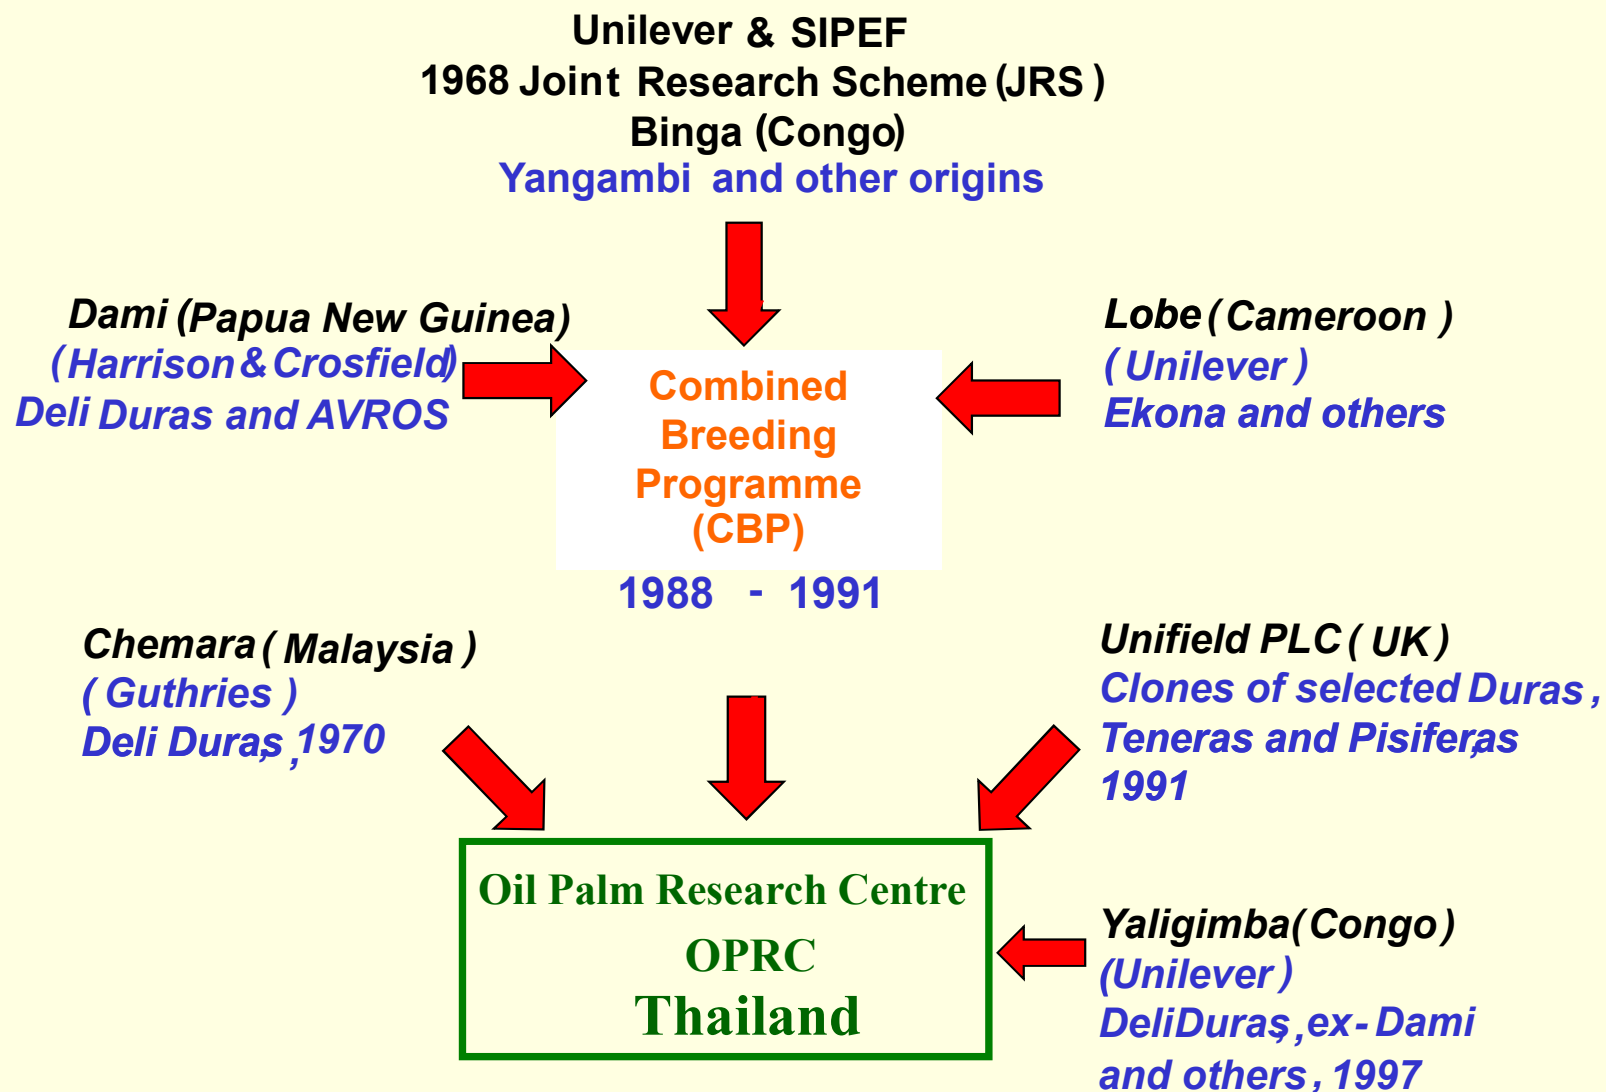 Unilever & SIPEF
1968 Joint Research Scheme (JRS)
Binga (Congo)
Yangambi and other origins
Dami (Papua New Guinea)
(Harrison & Crosfield)
Deli Duras and AVROS
Lobe (Cameroon)
(Unilever)
Ekona and others
Combined
Breeding
Programme
(CBP)
1988 - 1991
Chemara (Malaysia)
(Guthries)
Deli Duras, 1970
Unifield PLC (UK)
Clones of selected Duras,
Teneras and Pisiferas,
1991
Oil Palm Research Centre
OPRC
Thailand
Yaligimba (Congo)
(Unilever)
Deli Duras, ex-Dami
and others, 1997